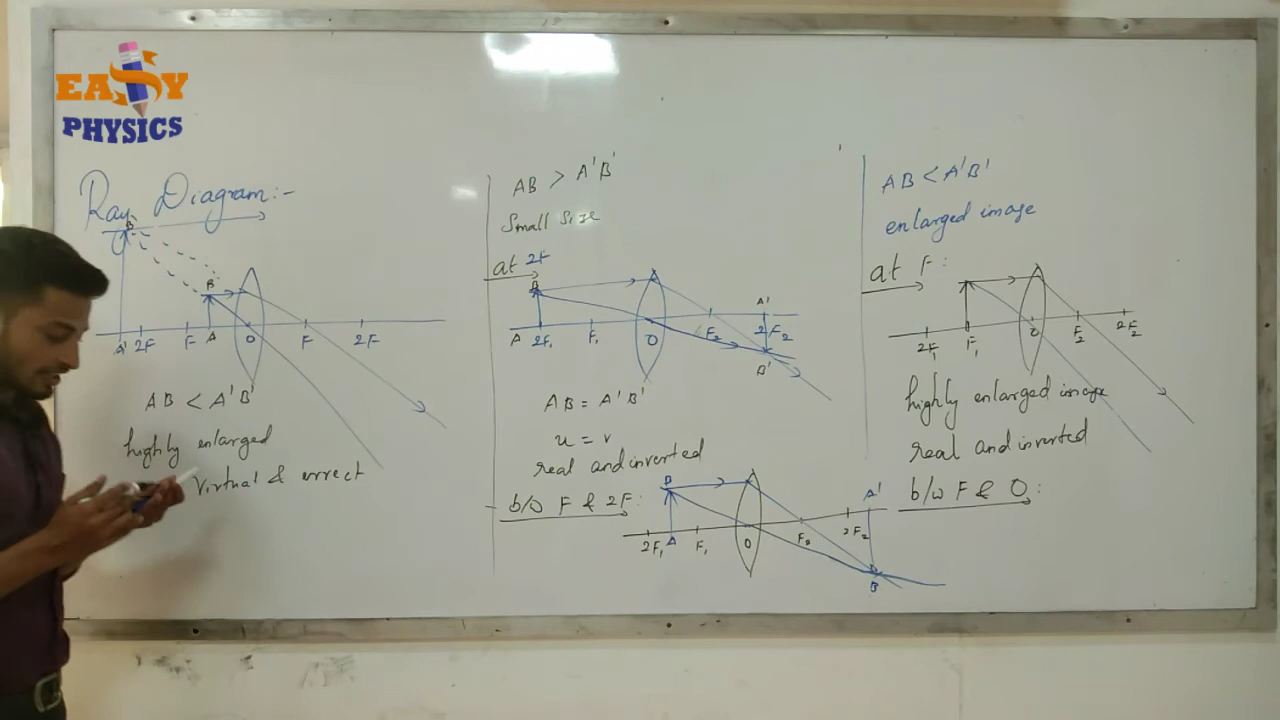 EASY
PHYSICS
Ray Diagram:-
B'
B
A' 2F F A O F 2F
AB < A'B'
highly enlarged
Virtual & errect
AB > A'B'
Small Size
at 2F
B
A'
A 2F₁ F₁ O F₂ 2F₂
B'
AB = A'B'
u = v
real and inverted
b/w F & 2F:
B
A'
2F₁ A F₁ O F₂ 2F₂
B
AB < A'B'
enlarged image
at F:
2F₁ F₁ O F₂ 2F₂
highly enlarged image
real and inverted
b/w F & O: